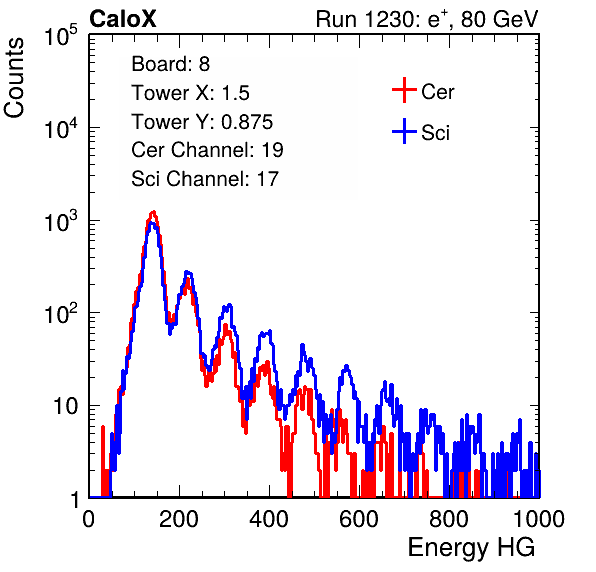 CaloX Run 1230: e⁺, 80 GeV
Counts
Board: 8
Tower X: 1.5
Tower Y: 0.875
Cer Channel: 19
Sci Channel: 17
Cer
Sci
10⁵
10⁴
10³
10²
10
1
0 200 400 600 800 1000
Energy HG